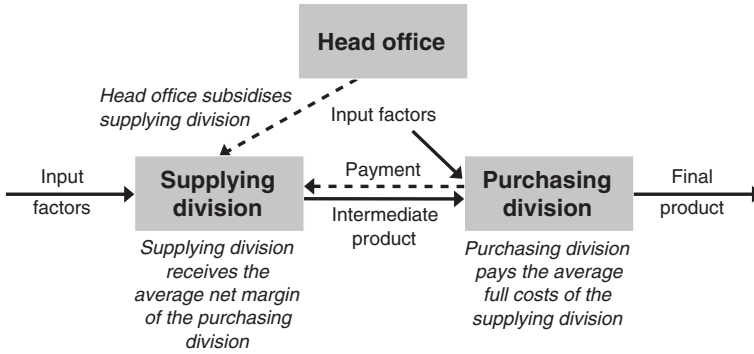 Head office
Head office subsidises
supplying division
Input factors
Input
factors
Supplying
division
Payment
Intermediate
product
Purchasing
division
Final
product
Supplying division
receives the
average net margin
of the purchasing
division
Purchasing division
pays the average
full costs of the
supplying division